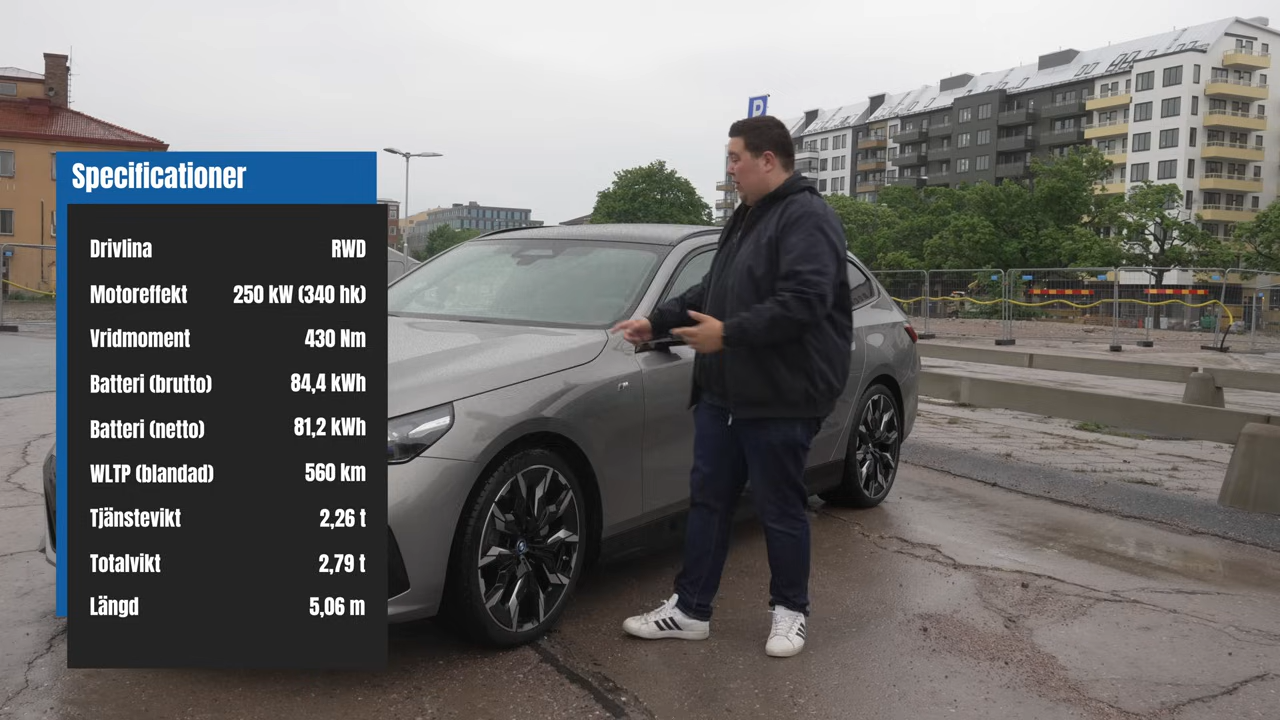 P
Specificationer
Drivlina RWD
Motoreffekt 250 kW (340 hk)
Vridmoment 430 Nm
Batteri (brutto) 84,4 kWh
Batteri (netto) 81,2 kWh
WLTP (blandad) 560 km
Tjänstevikt 2,26 t
Totalvikt 2,79 t
Längd 5,06 m